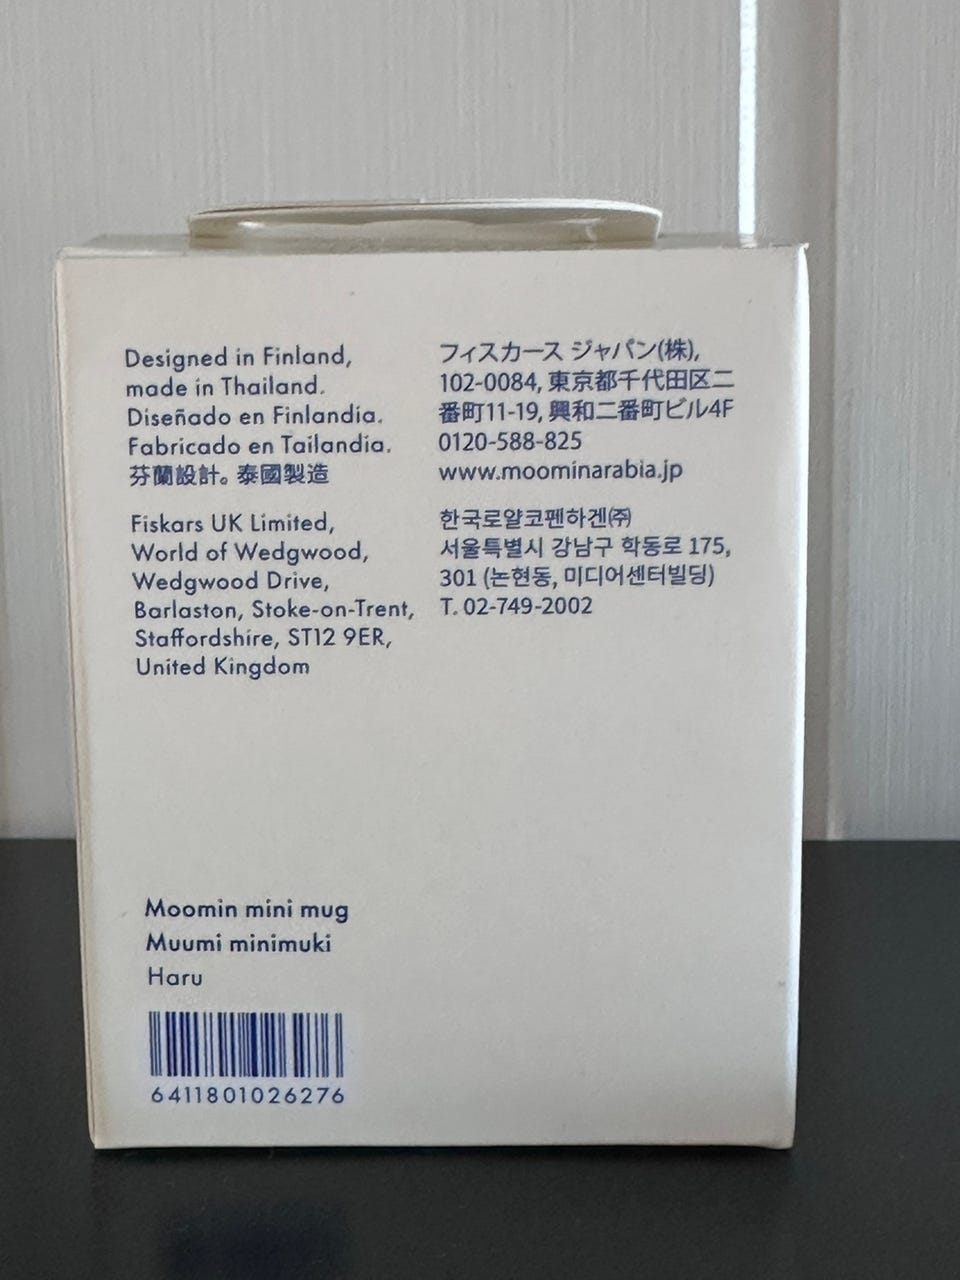 Designed in Finland,
made in Thailand.
Diseñado en Finlandia.
Fabricado en Tailandia.
芬蘭設計。泰國製造
Fiskars UK Limited,
World of Wedgwood,
Wedgwood Drive,
Barlaston, Stoke-on-Trent,
Staffordshire, ST12 9ER,
United Kingdom
フィスカース ジャパン(株),
102-0084, 東京都千代田区二
番町11-19, 興和二番町ビル4F
0120-588-825
www.moominarabia.jp
한국로얄코펜하겐㈜
서울특별시 강남구 학동로 175,
301 (논현동, 미디어센터빌딩)
T. 02-749-2002
Moomin mini mug
Muumi minimuki
Haru
6411801026276